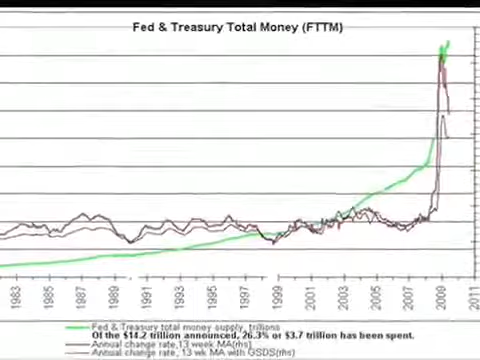 Fed & Treasury Total Money (FTTM)
1983 1985 1987 1989 1991 1993 1995 1997 1999 2001 2003 2005 2007 2009 2011
Fed & Treasury total money supply, trillions
Of the $14.2 trillion announced, 26.3% or $3.7 trillion has been spent.
Annual change rate,13 week MA(rhs)
Annual change rate, 13 wk MA with GSDS(rhs)